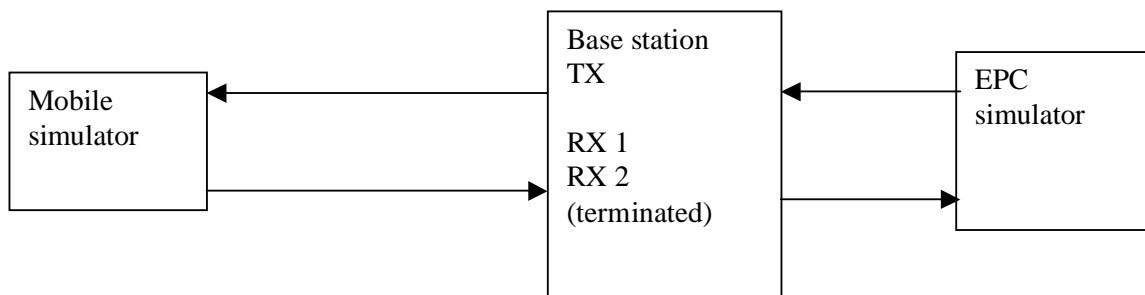 Mobile
simulator
Base station
TX
RX 1
RX 2
(terminated)
EPC
simulator